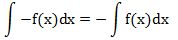 ∫ −f(x)dx = − ∫ f(x)dx